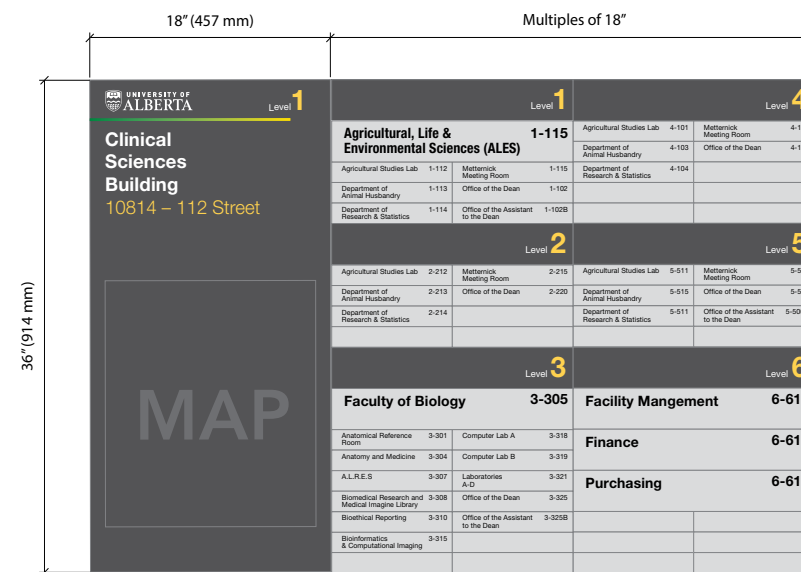 18” (457 mm)
Multiples of 18”
36” (914 mm)
UNIVERSITY OF
ALBERTA
Level 1
Clinical
Sciences
Building
10814 – 112 Street
MAP
Level 1
Agricultural, Life & 1-115
Environmental Sciences (ALES)
Agricultural Studies Lab 1-112 Metternick 1-115
Meeting Room
Department of 1-113 Office of the Dean 1-102
Animal Husbandry
Department of 1-114 Office of the Assistant 1-102B
Research & Statistics to the Dean
Level 2
Agricultural Studies Lab 2-212 Metternick 2-215
Meeting Room
Department of 2-213 Office of the Dean 2-220
Animal Husbandry
Department of 2-214
Research & Statistics
Level 3
Faculty of Biology 3-305
Anatomical Reference 3-301 Computer Lab A 3-318
Room
Anatomy and Medicine 3-304 Computer Lab B 3-319
A.L.R.E.S 3-307 Laboratories 3-321
A-D
Biomedical Research and 3-308 Office of the Dean 3-325
Medical Imagine Library
Bioethical Reporting 3-310 Office of the Assistant 3-325B
to the Dean
Bioinformatics 3-315
& Computational Imaging
Level 4
Agricultural Studies Lab 4-101 Metternick
Meeting Room
Department of 4-103 Office of the Dean
Animal Husbandry
Department of 4-104
Research & Statistics
Level 5
Agricultural Studies Lab 5-511 Metternick
Meeting Room
Department of 5-515 Office of the Dean
Animal Husbandry
Department of 5-511 Office of the Assistant
Research & Statistics to the Dean
Level 6
Facility Mangement 6-61
Finance 6-61
Purchasing 6-61